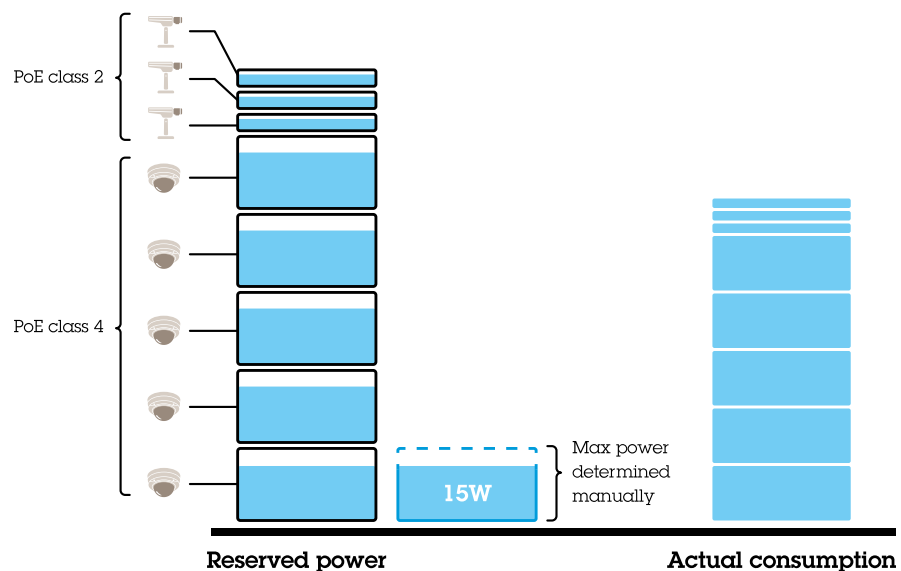 PoE class 2
PoE class 4
15W
Max power
determined
manually
Reserved power
Actual consumption